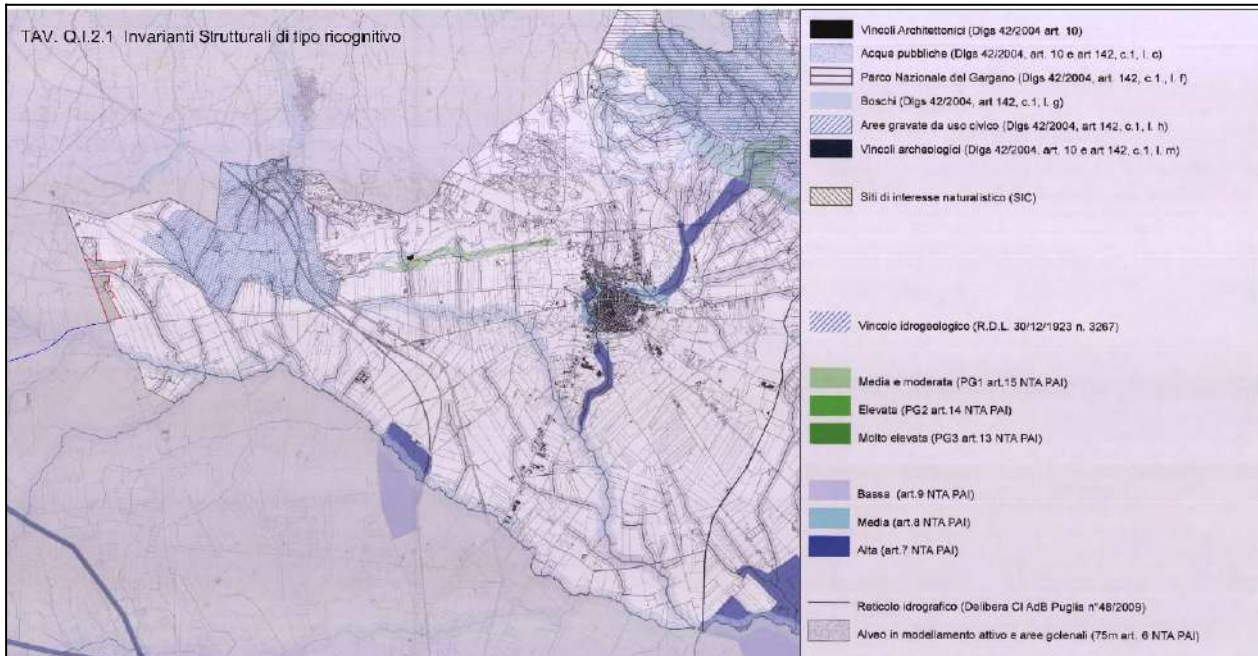 TAV. Q.I.2.1 Invarianti Strutturali di tipo ricognitivo
Vincoli Architettonici (Dlgs 42/2004 art. 10)
Acque pubbliche (Dlgs 42/2004, art. 10 e art 142, c.1, l. c)
Parco Nazionale del Gargano (Dlgs 42/2004, art. 142, c.1., l. f)
Boschi (Dlgs 42/2004, art 142, c.1, l. g)
Aree gravate da uso civico (Dlgs 42/2004, art 142, c.1, l. h)
Vincoli archeologici (Dlgs 42/2004, art. 10 e art 142, c.1, l. m)
Siti di interesse naturalistico (SIC)
Vincolo idrogeologico (R.D.L. 30/12/1923 n. 3267)
Media e moderata (PG1 art.15 NTA PAI)
Elevata (PG2 art.14 NTA PAI)
Molto elevata (PG3 art.13 NTA PAI)
Bassa (art.9 NTA PAI)
Media (art.8 NTA PAI)
Alta (art.7 NTA PAI)
Reticolo idrografico (Delibera CI AdB Puglia n°48/2009)
Alveo in modellamento attivo e aree golenali (75m art. 6 NTA PAI)